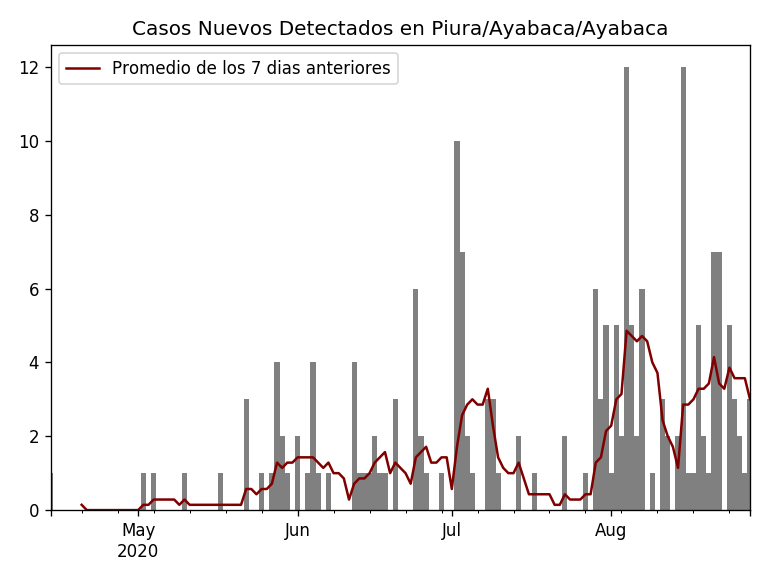 Casos Nuevos Detectados en Piura/Ayabaca/Ayabaca
Promedio de los 7 dias anteriores
12
10
8
6
4
2
0
May
2020
Jun
Jul
Aug